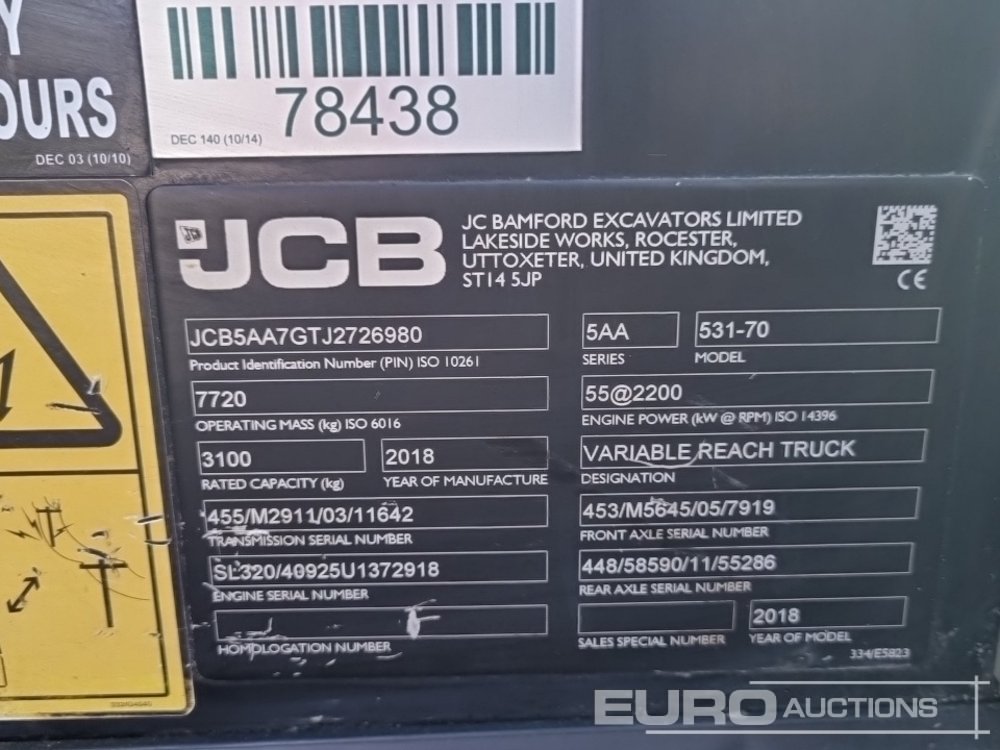 Y
OURS
DEC 03 (10/10)
78438
DEC 140 (10/14)
JCB
JC BAMFORD EXCAVATORS LIMITED
LAKESIDE WORKS, ROCESTER,
UTTOXETER, UNITED KINGDOM,
ST14 5JP
CE
JCB5AA7GTJ2726980
Product Identification Number (PIN) ISO 10261
5AA
SERIES
531-70
MODEL
7720
OPERATING MASS (kg) ISO 6016
55@2200
ENGINE POWER (kW @ RPM) ISO 14396
3100
RATED CAPACITY (kg)
2018
YEAR OF MANUFACTURE
VARIABLE REACH TRUCK
DESIGNATION
455/M2911/03/11642
TRANSMISSION SERIAL NUMBER
453/M5645/05/7919
FRONT AXLE SERIAL NUMBER
SL320/40925U1372918
ENGINE SERIAL NUMBER
448/58590/11/55286
REAR AXLE SERIAL NUMBER
HOMOLOGATION NUMBER
SALES SPECIAL NUMBER
2018
YEAR OF MODEL
334/E5823
EURO AUCTIONS